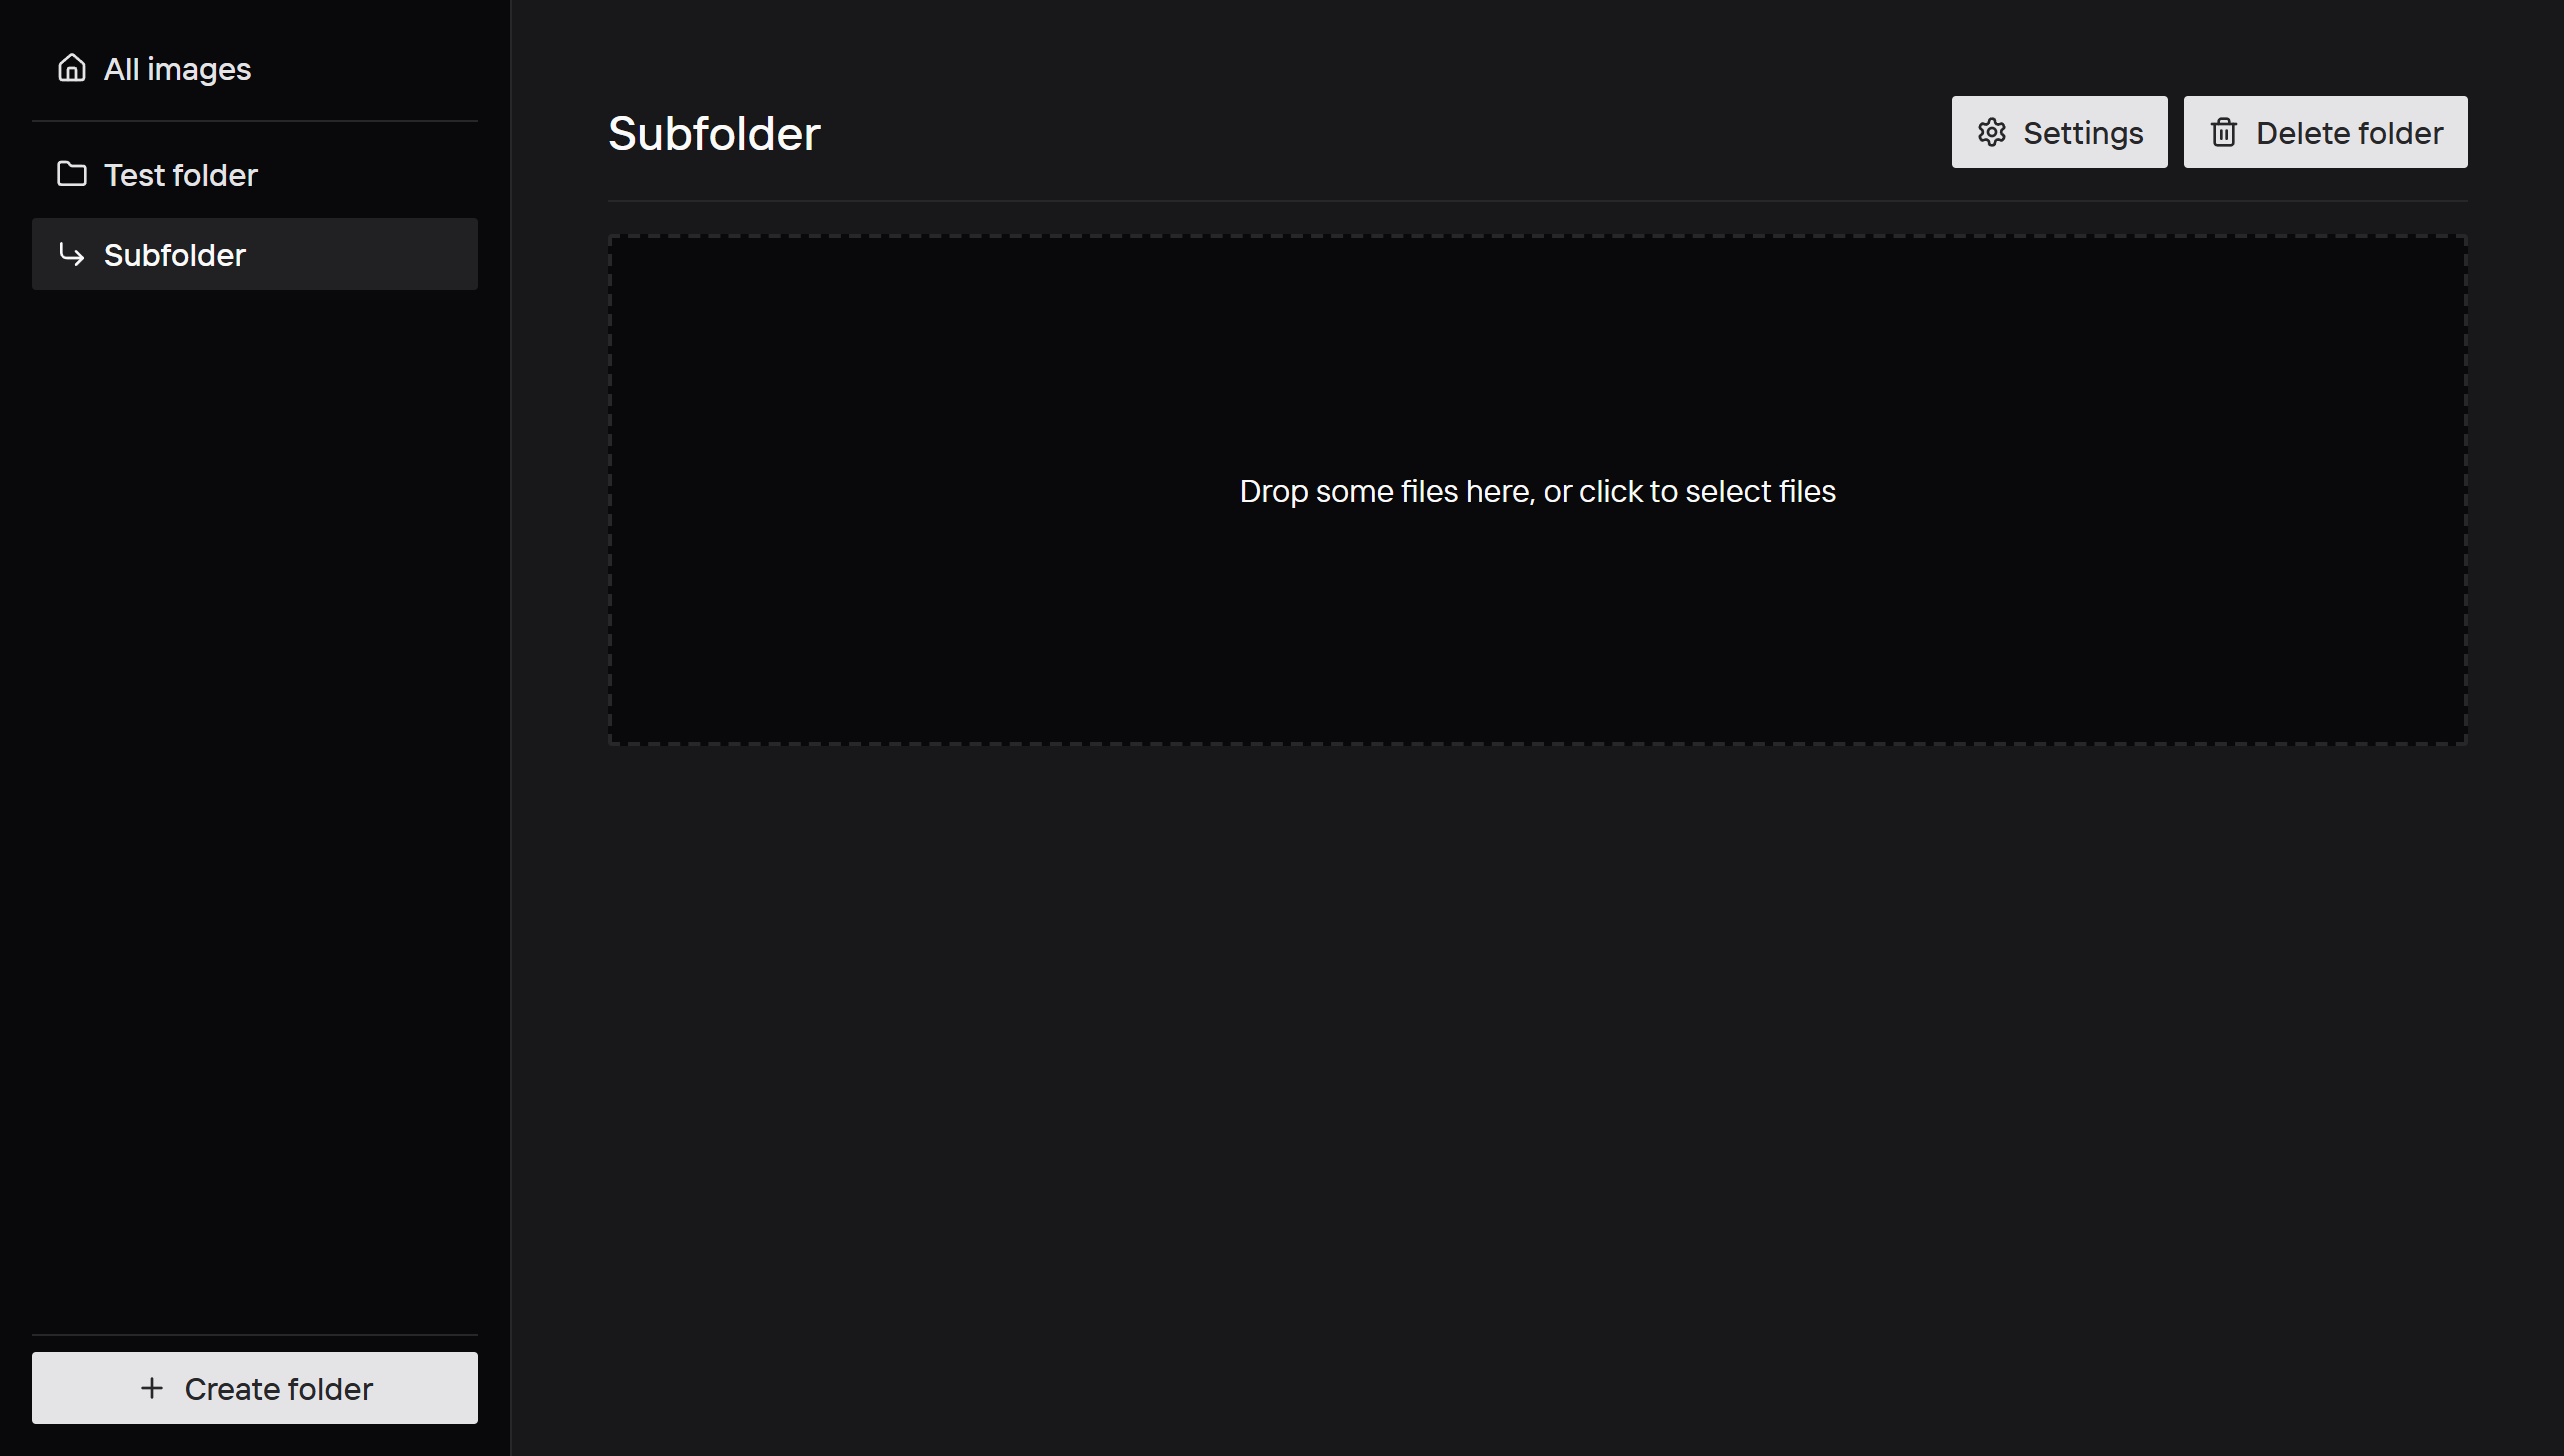 All images
Test folder
Subfolder
Create folder
Subfolder
Settings
Delete folder
Drop some files here, or click to select files